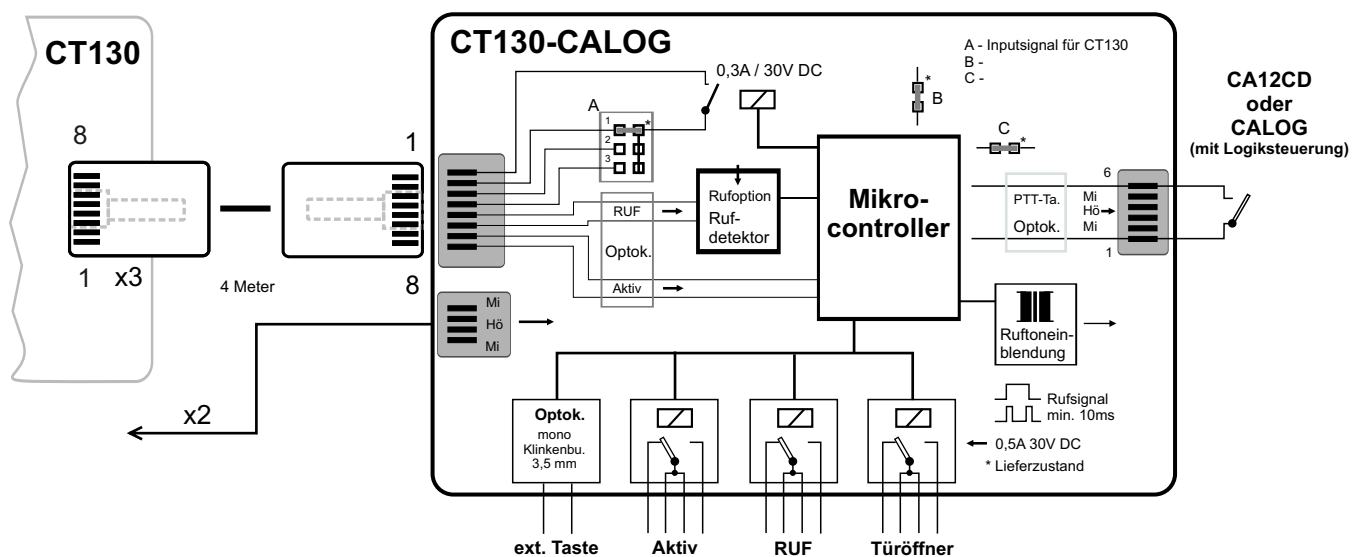 CT130
8
1
x3
4 Meter
1
8
x2
CT130-CALOG
0,3A / 30V DC
A - Inputsignal für CT130
B -
C -
A
1
*
2
3
*
B
C
*
RUF
Optok.
Aktiv
Rufoption
Ruf-
detektor
Mikro-
controller
PTT-Ta.
Optok.
6
Mi
Hö
Mi
1
CA12CD
oder
CALOG
(mit Logiksteuerung)
Mi
Hö
Mi
Ruftonein-
blendung
Rufsignal
min. 10ms
0,5A 30V DC
* Lieferzustand
Optok.
mono
Klinkenbu.
3,5 mm
ext. Taste
Aktiv
RUF
Türöffner